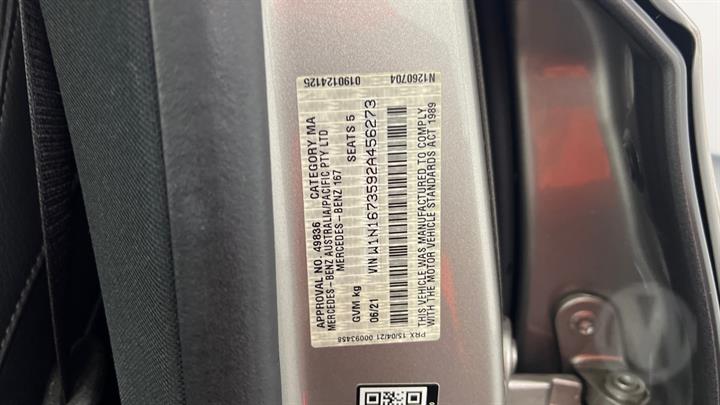 0190124125 N1260704
APPROVAL NO. 49836 CATEGORY MA
MERCEDES-BENZ AUSTRALIA/PACIFIC PTY LTD
MERCEDES-BENZ 167
GVM kg SEATS 5
06/21 VIN W1N1673592A456273
THIS VEHICLE WAS MANUFACTURED TO COMPLY
WITH THE MOTOR VEHICLE STANDARDS ACT 1989
PRX 15/04/21 00093458